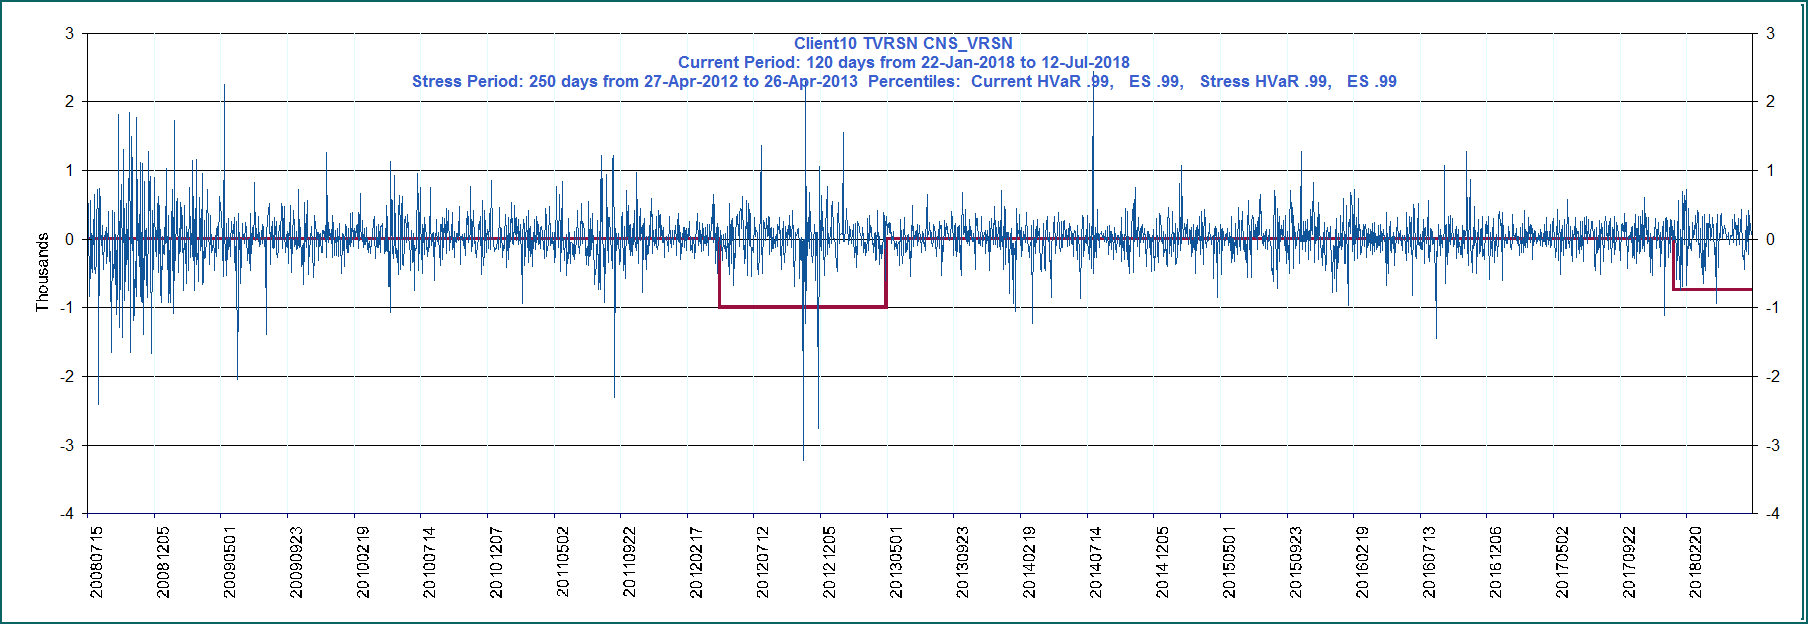 Client10 TVRSN CNS_VRSN
Current Period: 120 days from 22-Jan-2018 to 12-Jul-2018
Stress Period: 250 days from 27-Apr-2012 to 26-Apr-2013  Percentiles:  Current HVaR .99,   ES .99,   Stress HVaR .99,   ES .99
3 3
2 2
1 1
0 0
-1 -1
-2 -2
-3 -3
-4 -4
Thousands
20080715 20081205 20090501 20090923 20100219 20100714 20101207 20110502 20110922 20120217 20120712 20121205 20130501 20130923 20140219 20140714 20141205 20150501 20150923 20160219 20160713 20161206 20170502 20170922 20180220